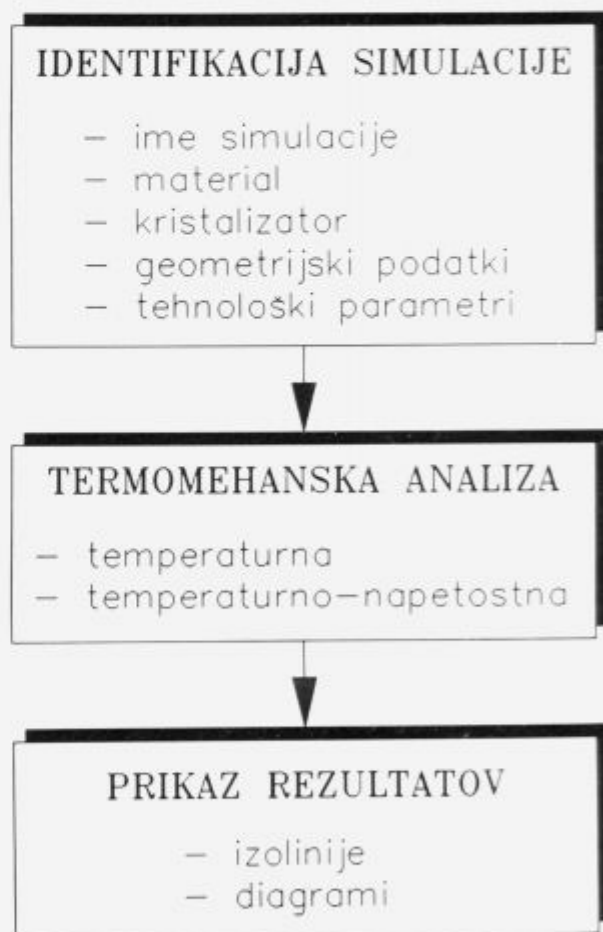 IDENTIFIKACIJA SIMULACIJE
– ime simulacije
– material
– kristalizator
– geometrijski podatki
– tehnološki parametri
TERMOMEHANSKA ANALIZA
– temperaturna
– temperaturno–napetostna
PRIKAZ REZULTATOV
– izolinije
– diagrami